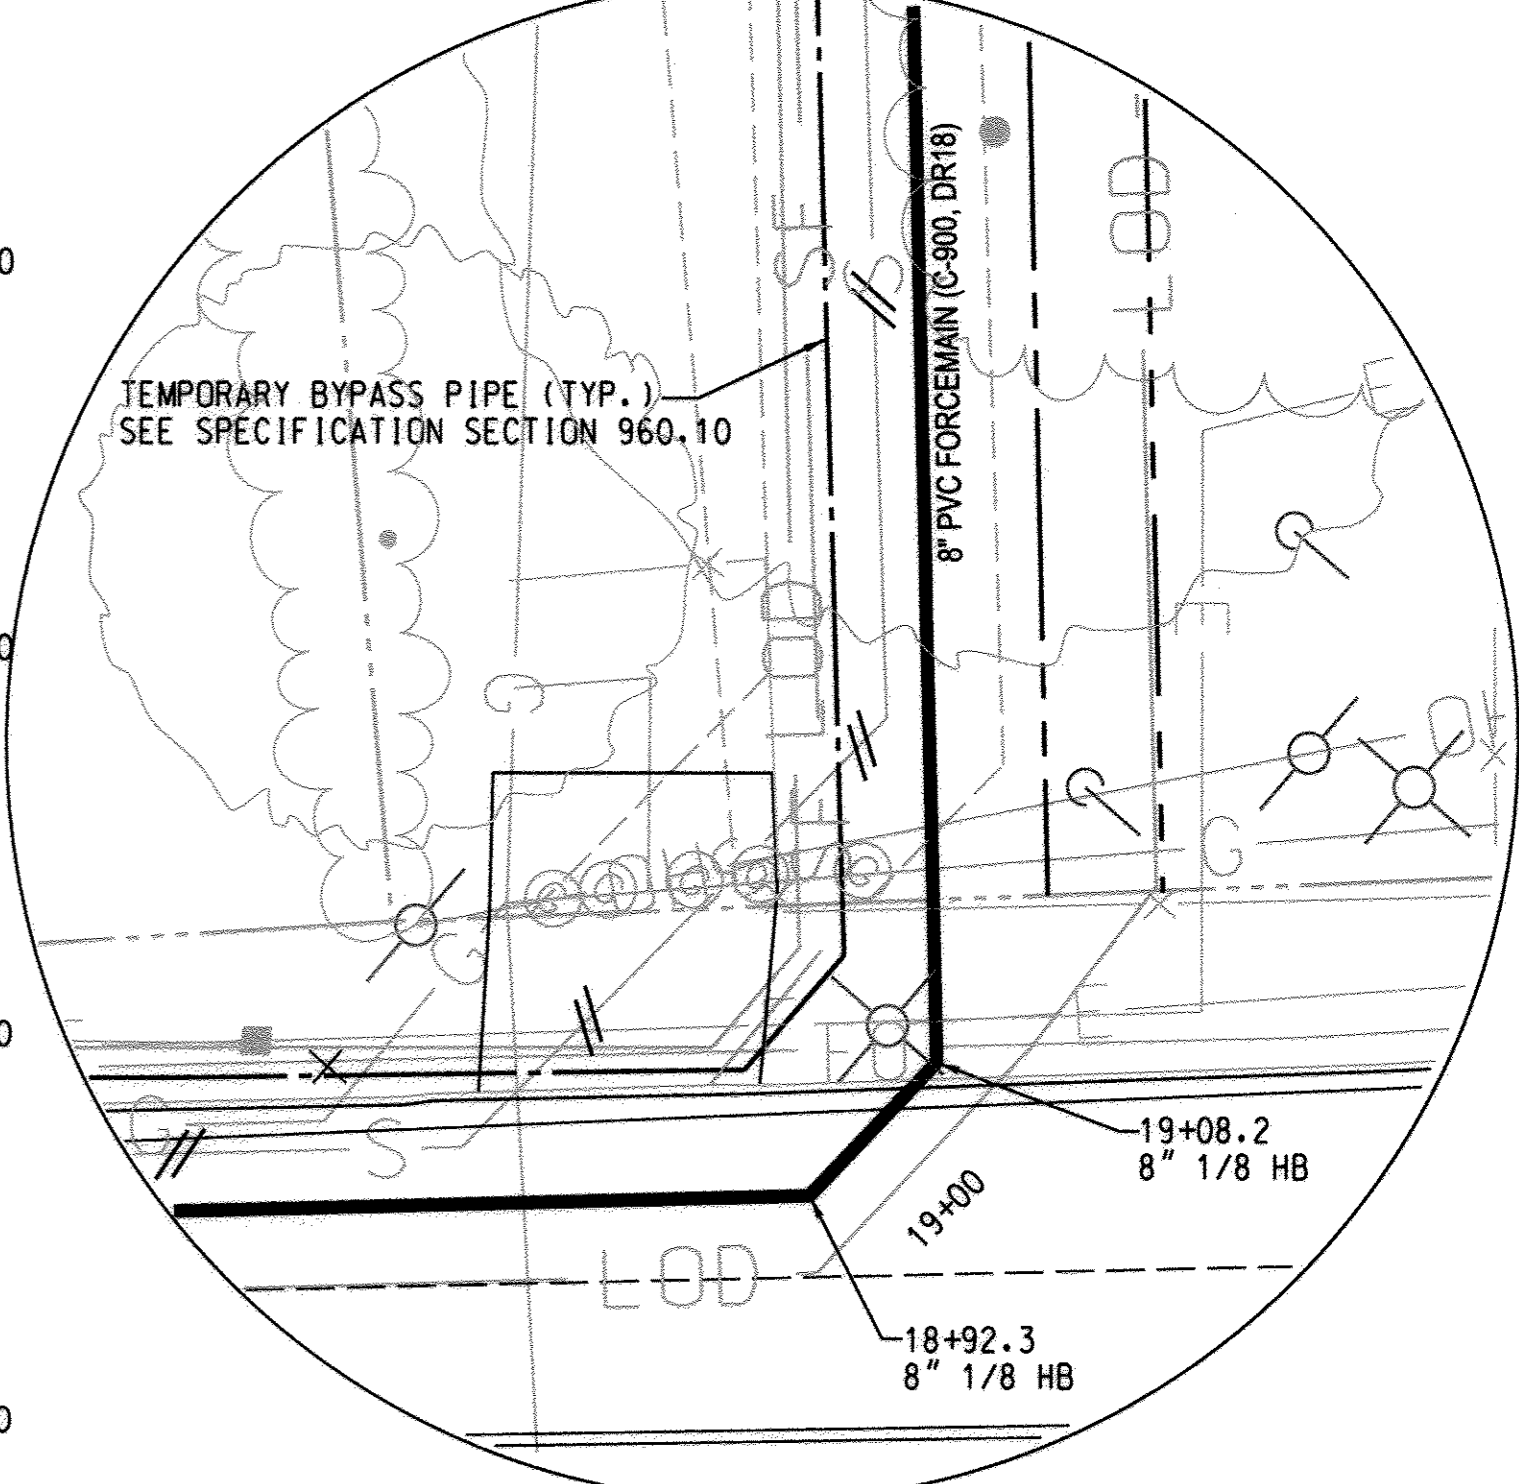 8" PVC FORCEMAIN (C-900, DR18)
LOD
TEMPORARY BYPASS PIPE (TYP.)
SEE SPECIFICATION SECTION 960.10
E
S
LOD
E
G
G
G
E
19+08.2
8" 1/8 HB
G
S
19+00
LOD
18+92.3
8" 1/8 HB